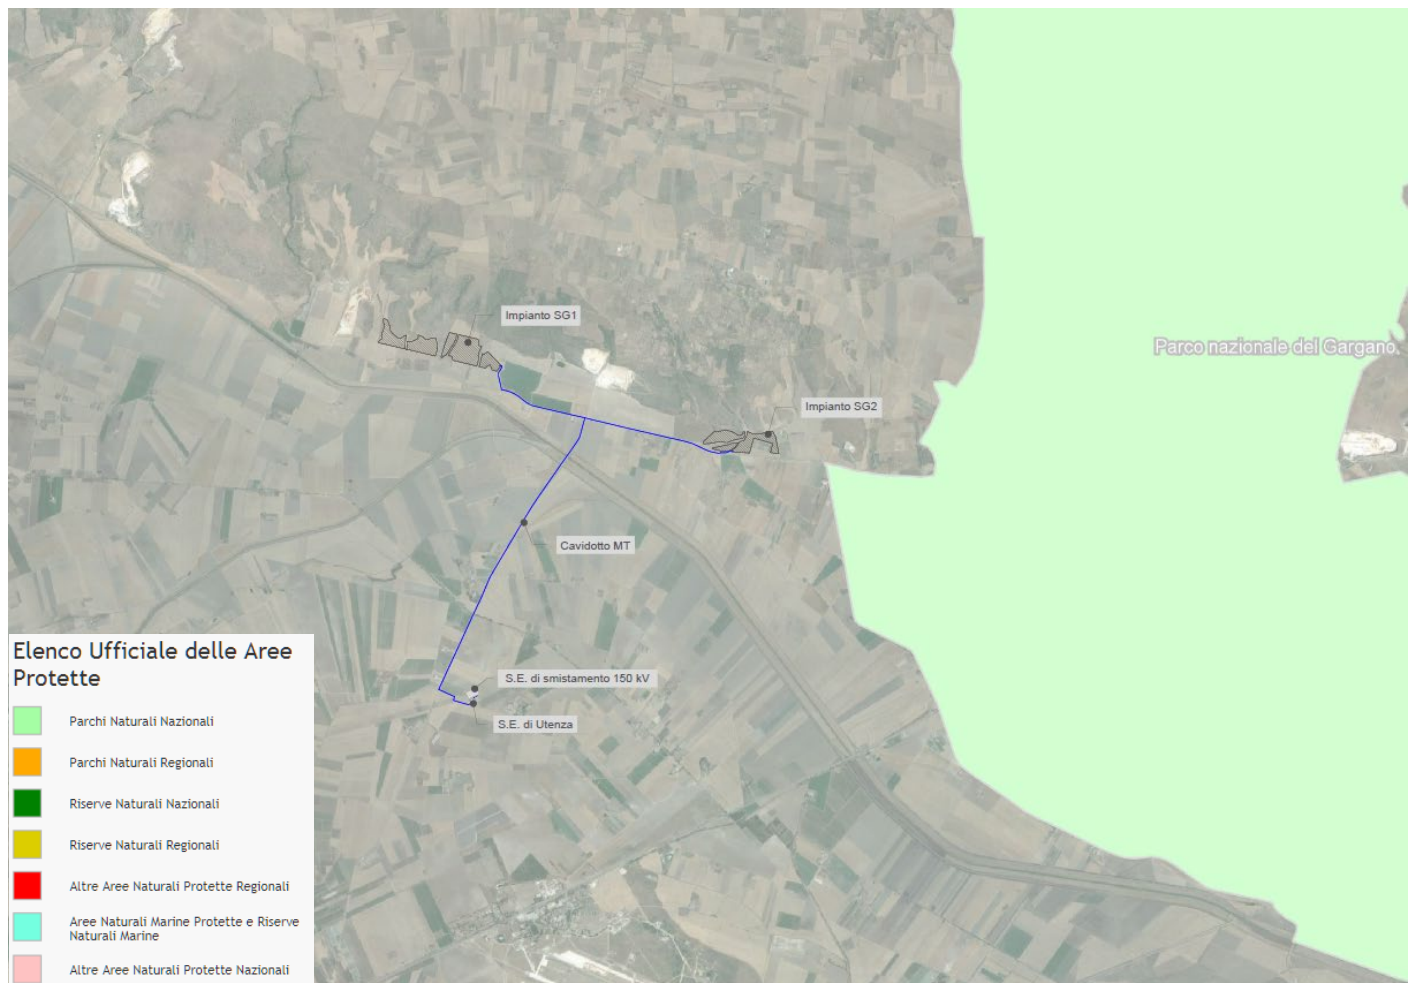 Impianto SG1
Parco nazionale del Gargano.
Impianto SG2
Cavidotto MT
S.E. di smistamento 150 kV
S.E. di Utenza
Elenco Ufficiale delle Aree
Protette
Parchi Naturali Nazionali
Parchi Naturali Regionali
Riserve Naturali Nazionali
Riserve Naturali Regionali
Altre Aree Naturali Protette Regionali
Aree Naturali Marine Protette e Riserve
Naturali Marine
Altre Aree Naturali Protette Nazionali